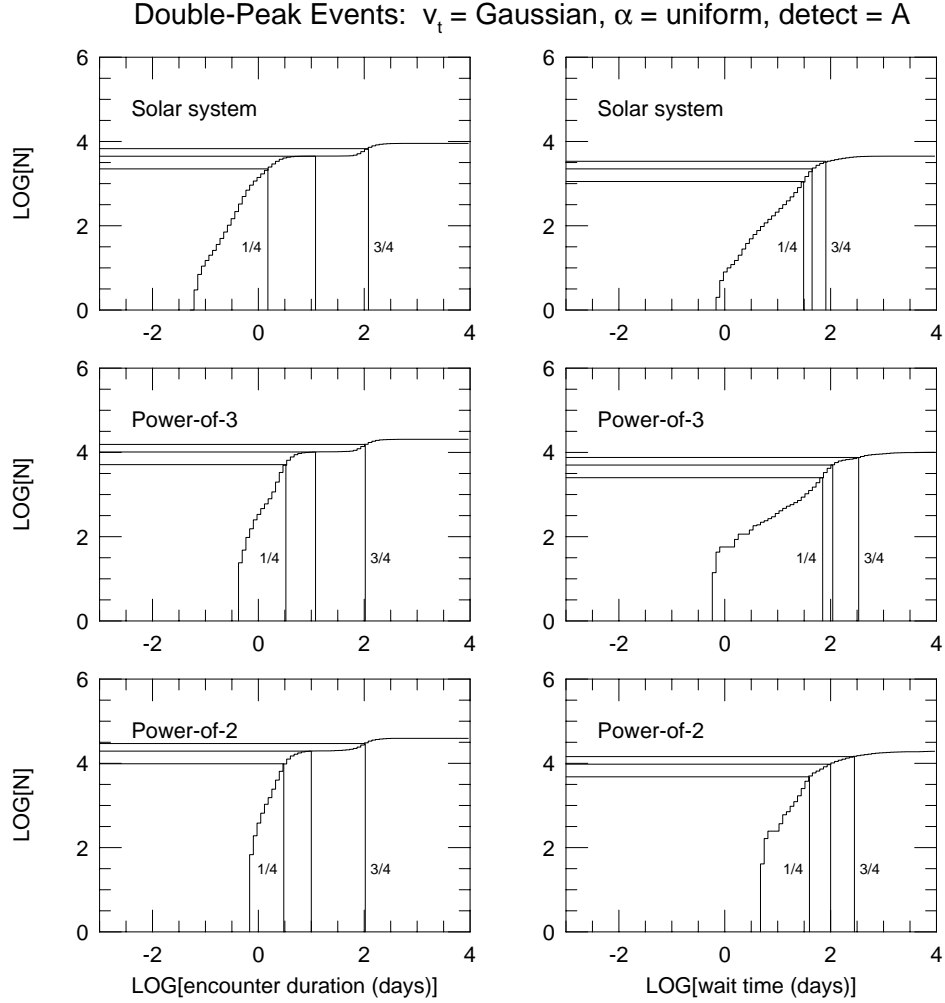 Double-Peak Events: v_t = Gaussian, α = uniform, detect = A
6
4
2
0
LOG[N]
Solar system
1/4
3/4
-2 0 2 4
6
4
2
0
Solar system
1/4
3/4
-2 0 2 4
6
4
2
0
LOG[N]
Power-of-3
1/4
3/4
-2 0 2 4
6
4
2
0
Power-of-3
1/4
3/4
-2 0 2 4
6
4
2
0
LOG[N]
Power-of-2
1/4
3/4
-2 0 2 4
LOG[encounter duration (days)]
6
4
2
0
Power-of-2
1/4
3/4
-2 0 2 4
LOG[wait time (days)]